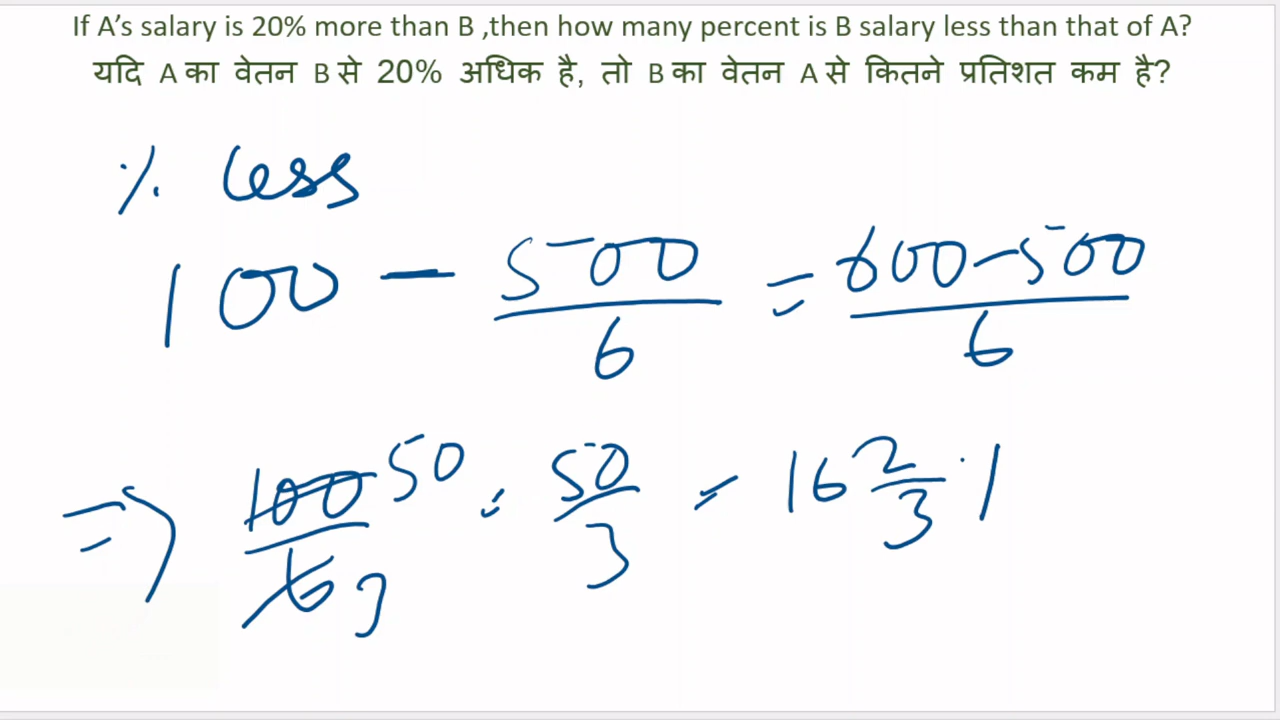 If A's salary is 20% more than B ,then how many percent is B salary less than that of A?
यदि A का वेतन B से 20% अधिक है, तो B का वेतन A से कितने प्रतिशत कम है?
% less
100 - 500/6 = 600-500/6
⇒ 100/6 50 3 = 50/3 = 16 2/3 %